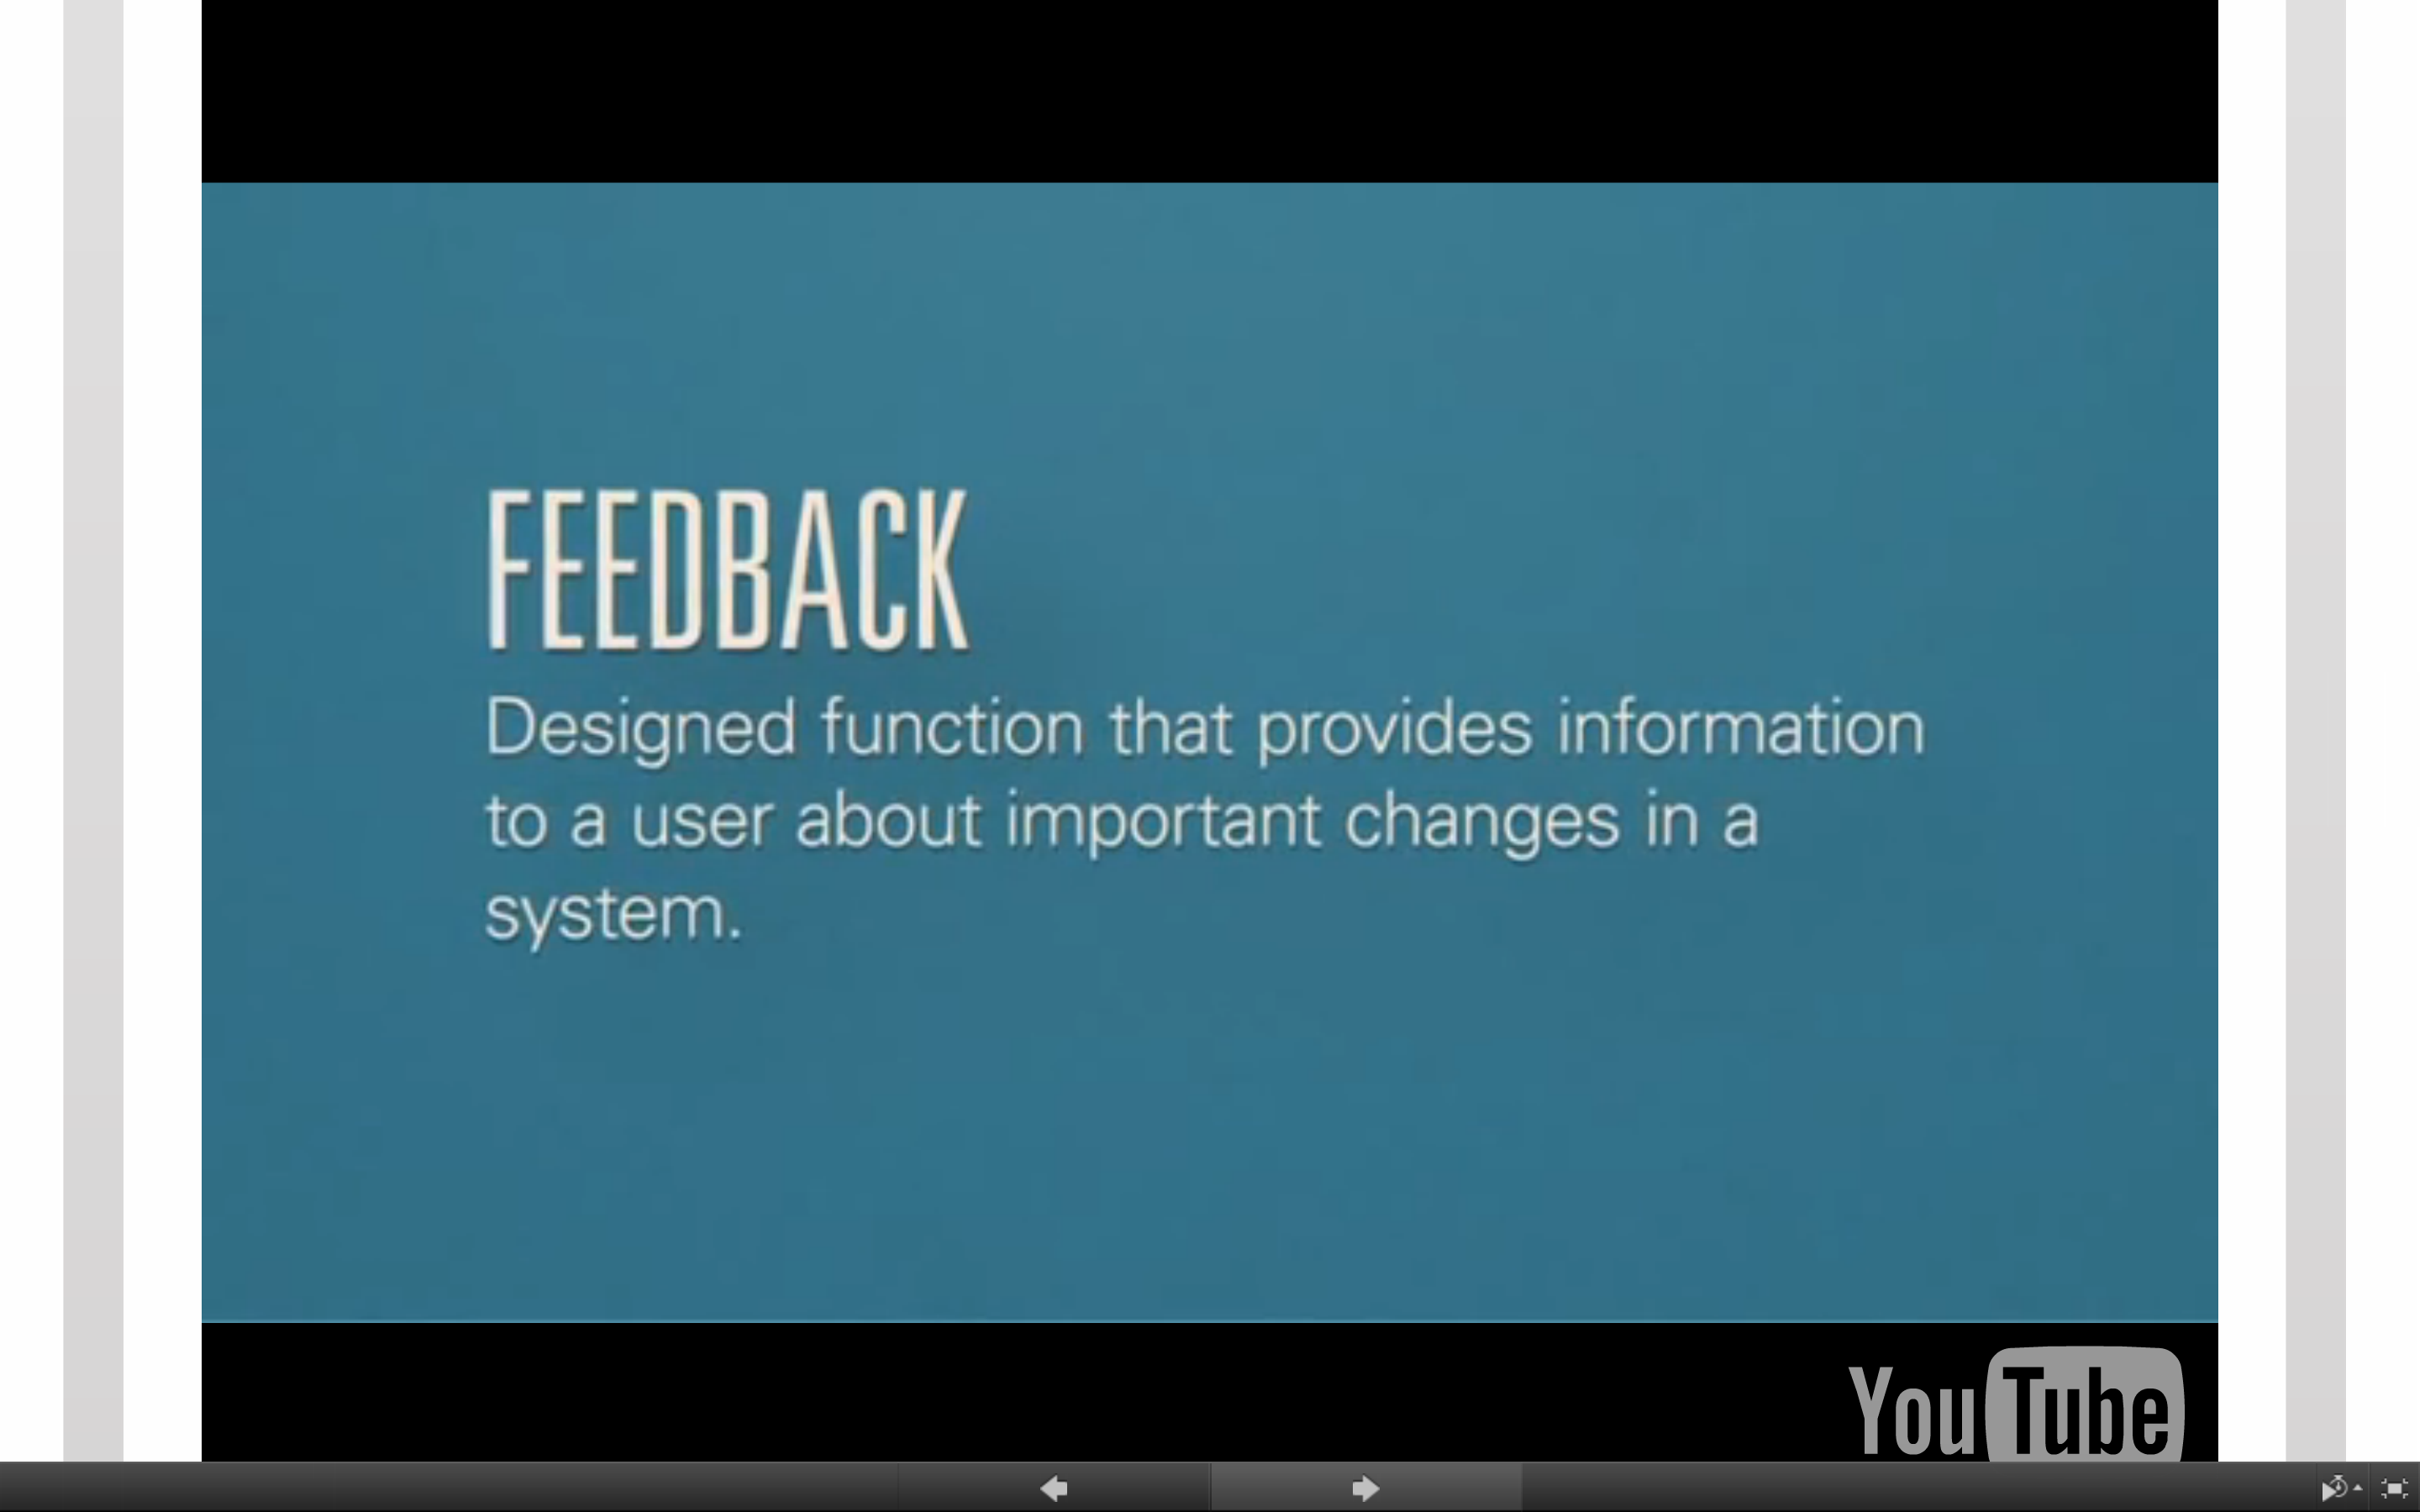 FEEDBACK
Designed function that provides information
to a user about important changes in a
system.
YouTube